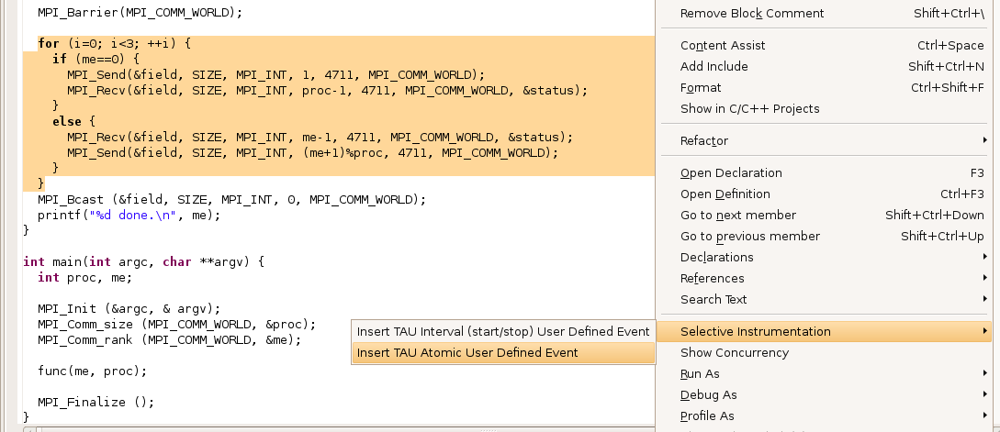 MPI_Barrier(MPI_COMM_WORLD);
for (i=0; i<3; ++i) {
if (me==0) {
MPI_Send(&field, SIZE, MPI_INT, 1, 4711, MPI_COMM_WORLD);
MPI_Recv(&field, SIZE, MPI_INT, proc-1, 4711, MPI_COMM_WORLD, &status);
}
else {
MPI_Recv(&field, SIZE, MPI_INT, me-1, 4711, MPI_COMM_WORLD, &status);
MPI_Send(&field, SIZE, MPI_INT, (me+1)%proc, 4711, MPI_COMM_WORLD);
}
}
MPI_Bcast (&field, SIZE, MPI_INT, 0, MPI_COMM_WORLD);
printf("%d done.\n", me);
}
int main(int argc, char **argv) {
int proc, me;
MPI_Init (&argc, & argv);
MPI_Comm_size (MPI_COMM_WORLD, &proc);
MPI_Comm_rank (MPI_COMM_WORLD, &me);
func(me, proc);
MPI_Finalize ();
}
Insert TAU Interval (start/stop) User Defined Event
Insert TAU Atomic User Defined Event
Remove Block Comment Shift+Ctrl+\
Content Assist Ctrl+Space
Add Include Shift+Ctrl+N
Format Ctrl+Shift+F
Show in C/C++ Projects
Refactor
Open Declaration F3
Open Definition Ctrl+F3
Go to next member Shift+Ctrl+Down
Go to previous member Shift+Ctrl+Up
Declarations
References
Search Text
Selective Instrumentation
Show Concurrency
Run As
Debug As
Profile As